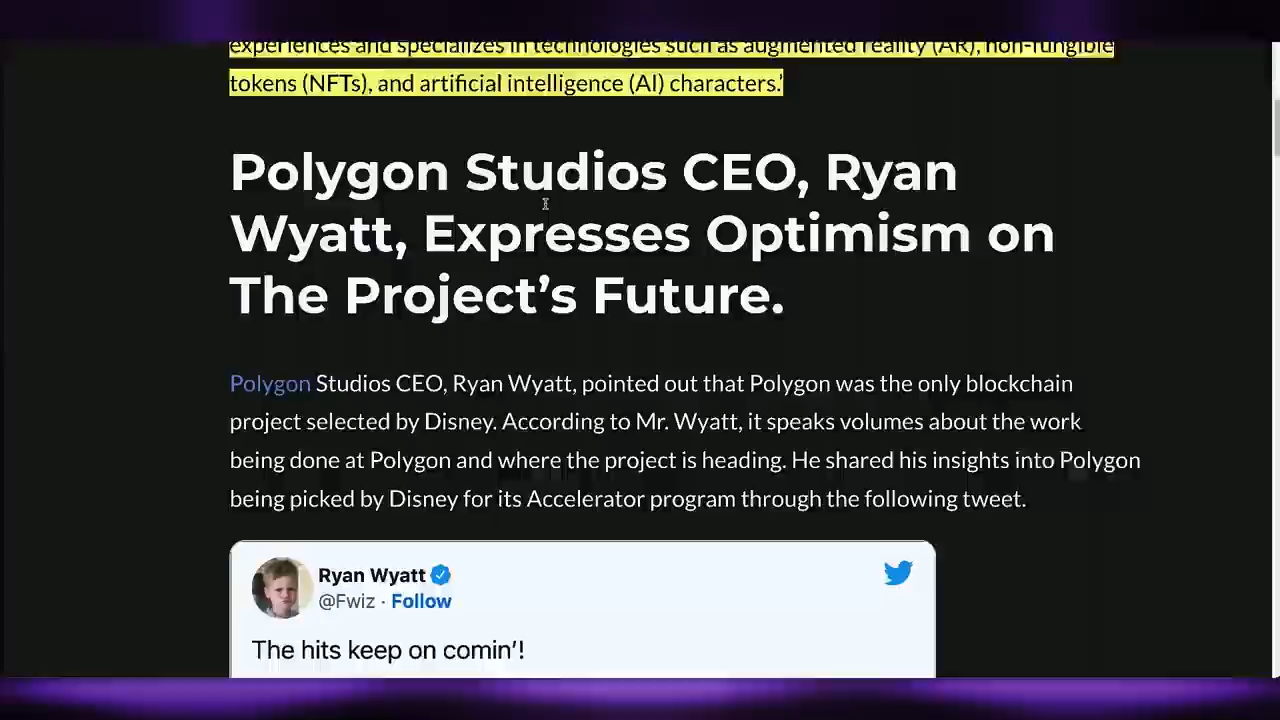 experiences and specializes in technologies such as augmented reality (AR), non-fungible
tokens (NFTs), and artificial intelligence (AI) characters.’
Polygon Studios CEO, Ryan
Wyatt, Expresses Optimism on
The Project’s Future.
Polygon Studios CEO, Ryan Wyatt, pointed out that Polygon was the only blockchain
project selected by Disney. According to Mr. Wyatt, it speaks volumes about the work
being done at Polygon and where the project is heading. He shared his insights into Polygon
being picked by Disney for its Accelerator program through the following tweet.
Ryan Wyatt
@Fwiz · Follow
The hits keep on comin’!